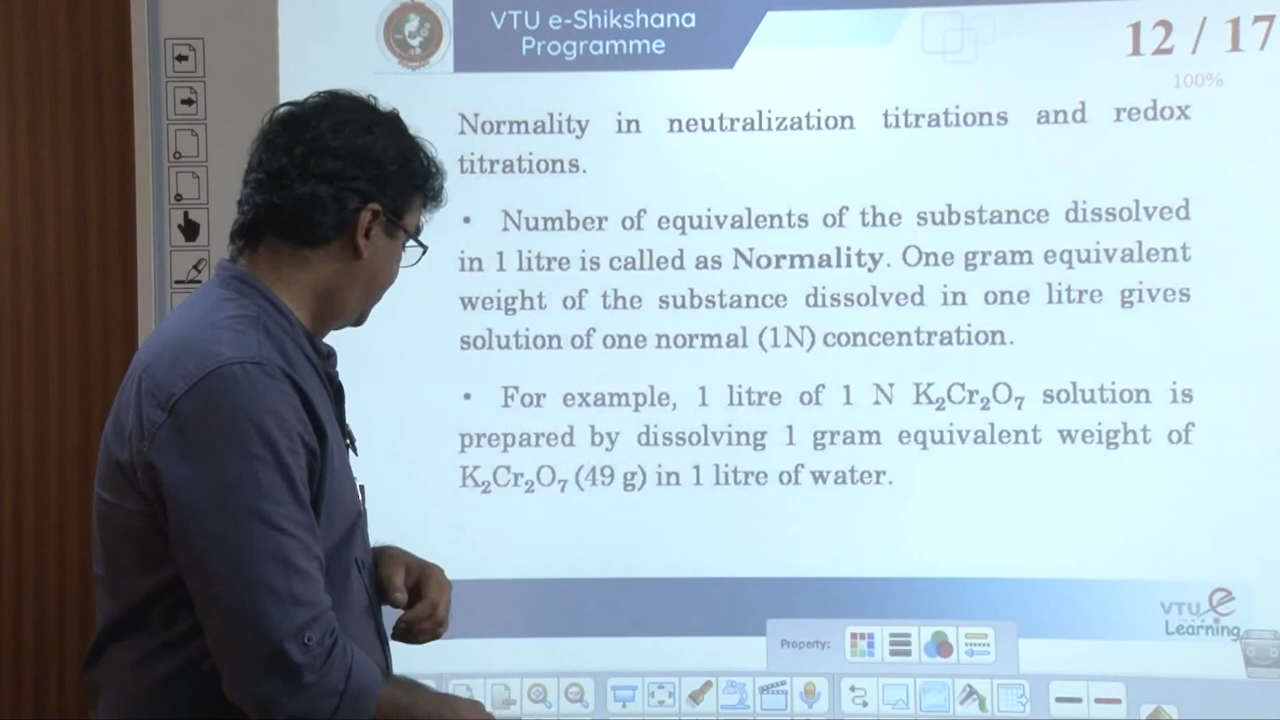 VTU e-Shikshana
Programme
12 / 17
100%
Normality in neutralization titrations and redox
titrations.
• Number of equivalents of the substance dissolved
in 1 litre is called as Normality. One gram equivalent
weight of the substance dissolved in one litre gives
solution of one normal (1N) concentration.
• For example, 1 litre of 1 N K₂Cr₂O₇ solution is
prepared by dissolving 1 gram equivalent weight of
K₂Cr₂O₇ (49 g) in 1 litre of water.
VTU e
Learning
Property: